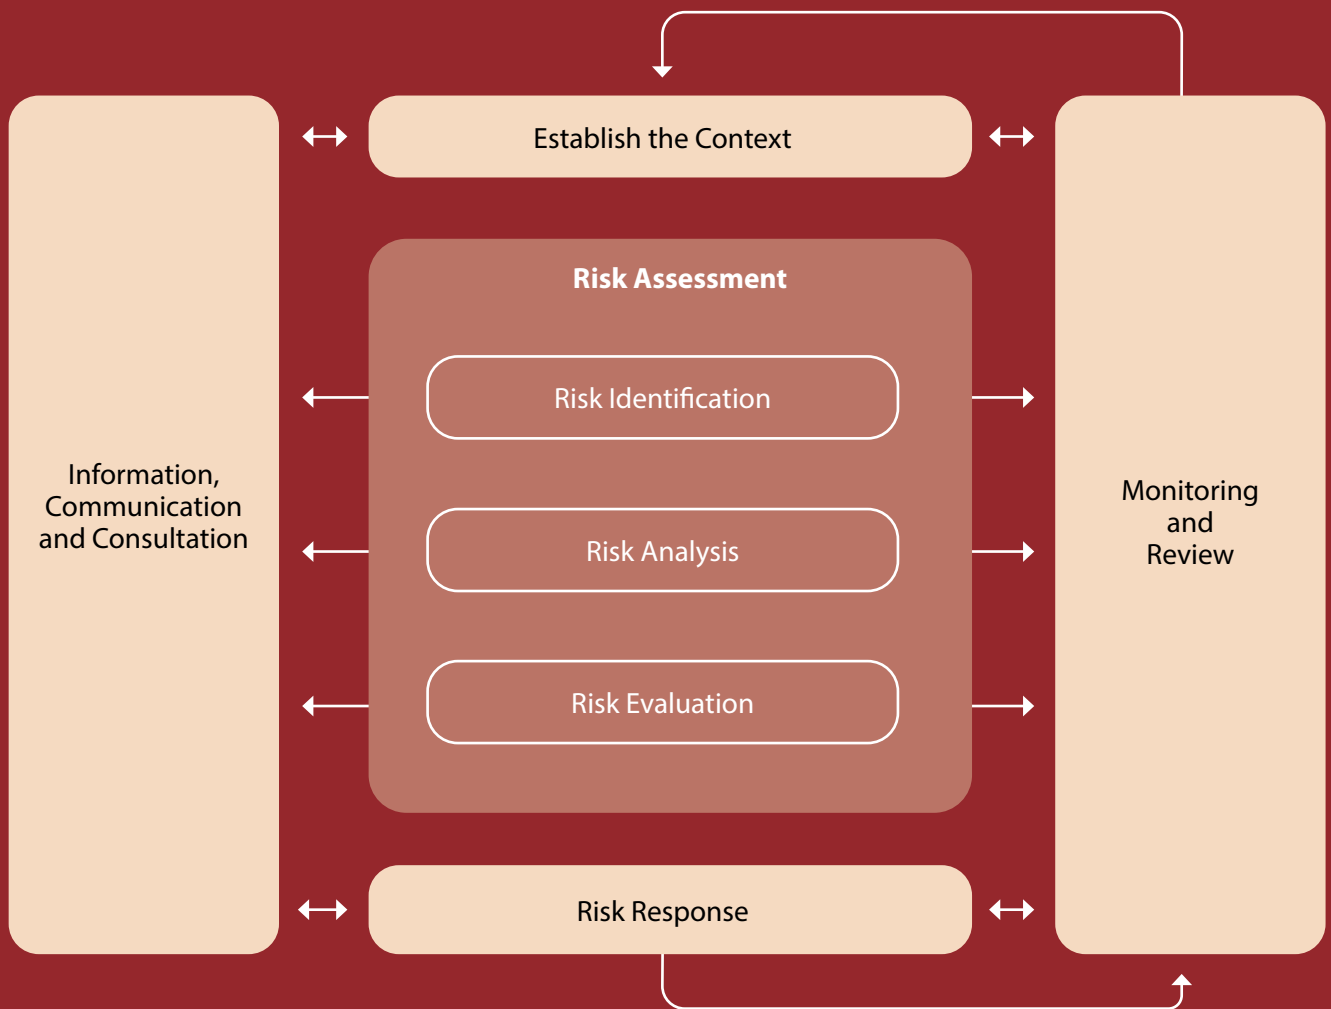 Establish the Context
Risk Assessment
Risk Identification
Risk Analysis
Risk Evaluation
Information,
Communication
and Consultation
Monitoring
and
Review
Risk Response